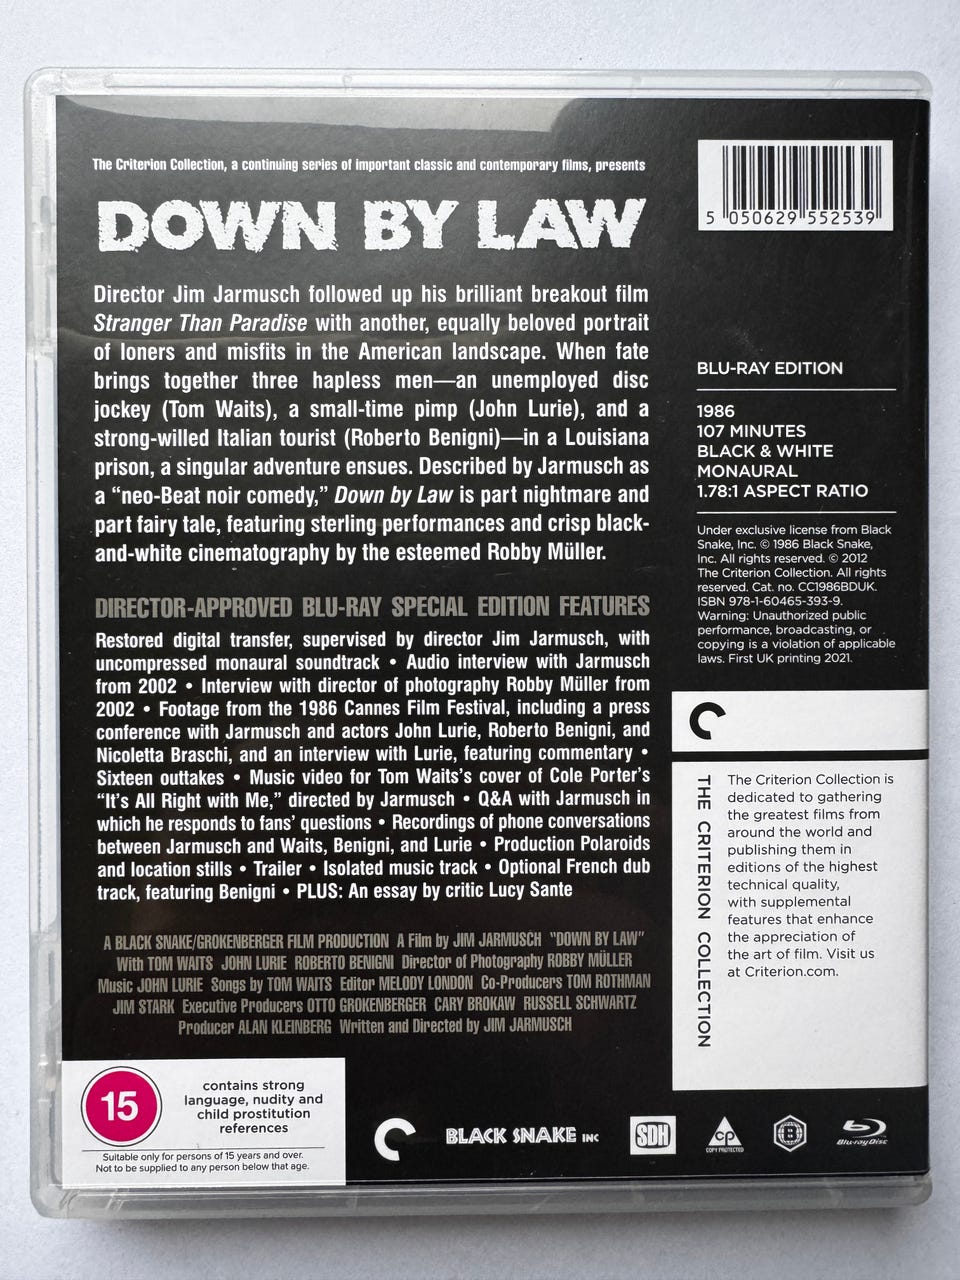 The Criterion Collection, a continuing series of important classic and contemporary films, presents
DOWN BY LAW
Director Jim Jarmusch followed up his brilliant breakout film
Stranger Than Paradise with another, equally beloved portrait
of loners and misfits in the American landscape. When fate
brings together three hapless men—an unemployed disc
jockey (Tom Waits), a small-time pimp (John Lurie), and a
strong-willed Italian tourist (Roberto Benigni)—in a Louisiana
prison, a singular adventure ensues. Described by Jarmusch as
a “neo-Beat noir comedy,” Down by Law is part nightmare and
part fairy tale, featuring sterling performances and crisp black-
and-white cinematography by the esteemed Robby Müller.
DIRECTOR-APPROVED BLU-RAY SPECIAL EDITION FEATURES
Restored digital transfer, supervised by director Jim Jarmusch, with
uncompressed monaural soundtrack • Audio interview with Jarmusch
from 2002 • Interview with director of photography Robby Müller from
2002 • Footage from the 1986 Cannes Film Festival, including a press
conference with Jarmusch and actors John Lurie, Roberto Benigni, and
Nicoletta Braschi, and an interview with Lurie, featuring commentary •
Sixteen outtakes • Music video for Tom Waits’s cover of Cole Porter’s
“It’s All Right with Me,” directed by Jarmusch • Q&A with Jarmusch in
which he responds to fans’ questions • Recordings of phone conversations
between Jarmusch and Waits, Benigni, and Lurie • Production Polaroids
and location stills • Trailer • Isolated music track • Optional French dub
track, featuring Benigni • PLUS: An essay by critic Lucy Sante
A BLACK SNAKE/GROKENBERGER FILM PRODUCTION A Film by JIM JARMUSCH “DOWN BY LAW”
With TOM WAITS JOHN LURIE ROBERTO BENIGNI Director of Photography ROBBY MÜLLER
Music JOHN LURIE Songs by TOM WAITS Editor MELODY LONDON Co-Producers TOM ROTHMAN
JIM STARK Executive Producers OTTO GROKENBERGER CARY BROKAW RUSSELL SCHWARTZ
Producer ALAN KLEINBERG Written and Directed by JIM JARMUSCH
15
contains strong
language, nudity and
child prostitution
references
Suitable only for persons of 15 years and over.
Not to be supplied to any person below that age.
BLACK SNAKE INC
SDH
CP
COPY PROTECTED
B
Blu-ray Disc
5 050629 552539
BLU-RAY EDITION
1986
107 MINUTES
BLACK & WHITE
MONAURAL
1.78:1 ASPECT RATIO
Under exclusive license from Black
Snake, Inc. © 1986 Black Snake,
Inc. All rights reserved. © 2012
The Criterion Collection. All rights
reserved. Cat. no. CC1986BDUK.
ISBN 978-1-60465-393-9.
Warning: Unauthorized public
performance, broadcasting, or
copying is a violation of applicable
laws. First UK printing 2021.
THE CRITERION COLLECTION
The Criterion Collection is
dedicated to gathering
the greatest films from
around the world and
publishing them in
editions of the highest
technical quality,
with supplemental
features that enhance
the appreciation of
the art of film. Visit us
at Criterion.com.